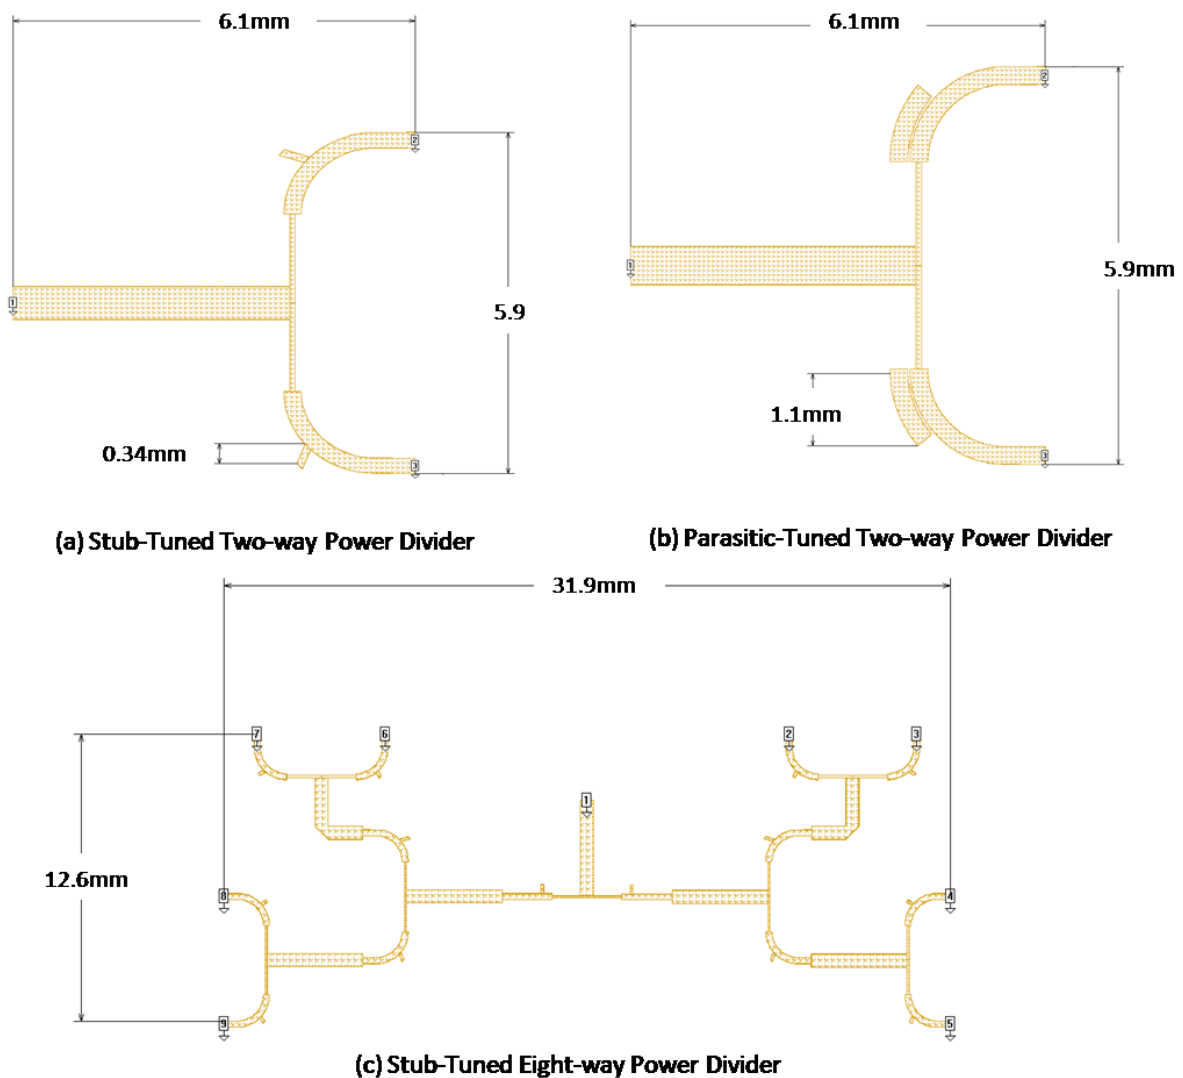 6.1mm
6.1mm
2
2
1
1
5.9
5.9mm
0.34mm
1.1mm
3
3
(a) Stub-Tuned Two-way Power Divider
(b) Parasitic-Tuned Two-way Power Divider
31.9mm
7 6 2 3
1
12.6mm
8 4
9 5
(c) Stub-Tuned Eight-way Power Divider